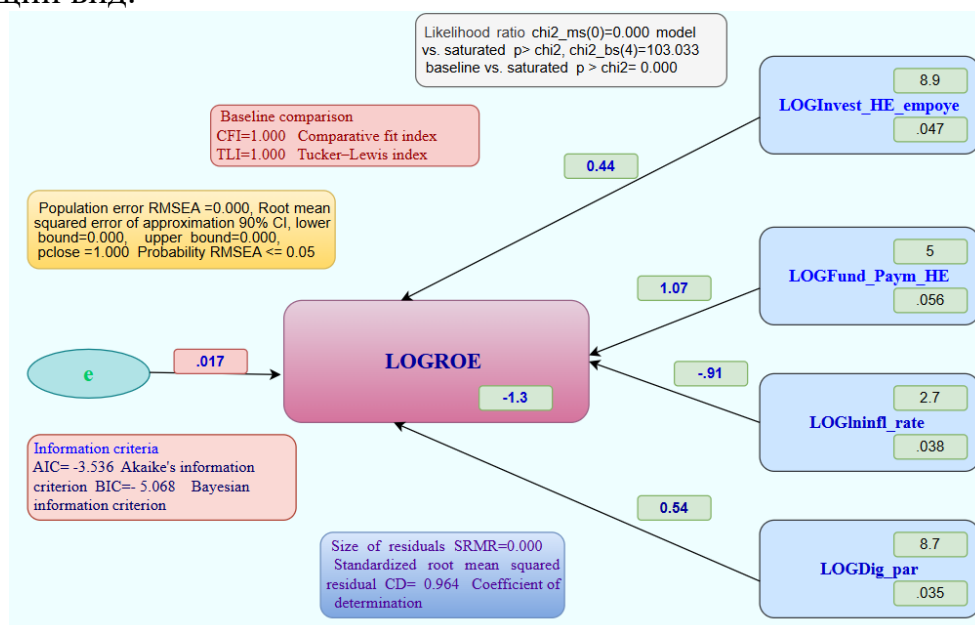 щий вид:
Likelihood ratio chi2_ms(0)=0.000 model
vs. saturated p> chi2, chi2_bs(4)=103.033
baseline vs. saturated p > chi2= 0.000
Baseline comparison
CFI=1.000 Comparative fit index
TLI=1.000 Tucker–Lewis index
Population error RMSEA =0.000, Root mean
squared error of approximation 90% CI, lower
bound=0.000, upper bound=0.000,
pclose =1.000 Probability RMSEA <= 0.05
8.9
LOGInvest_HE_empoye
.047
0.44
5
LOGFund_Paym_HE
.056
1.07
LOGROE
-1.3
e
.017
-.91
2.7
LOGlninfl_rate
.038
Information criteria
AIC= -3.536 Akaike's information
criterion BIC=- 5.068 Bayesian
information criterion
0.54
8.7
LOGDig_par
.035
Size of residuals SRMR=0.000
Standardized root mean squared
residual CD= 0.964 Coefficient of
determination